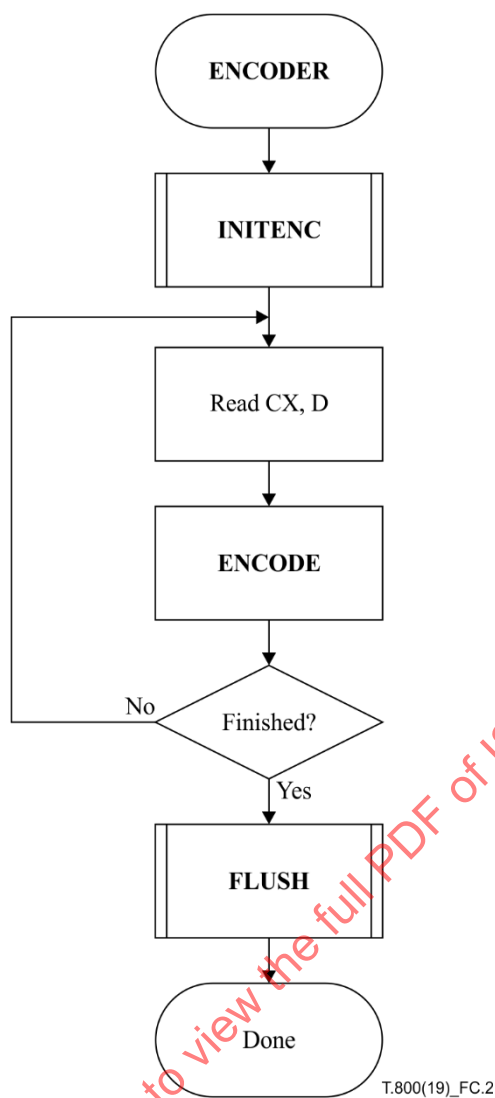 ENCODER
INITENC
Read CX, D
ENCODE
No
Finished?
Yes
FLUSH
Done
T.800(19)_FC.2
to view the full PDF of